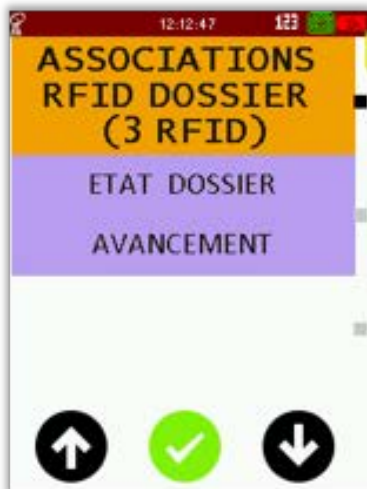 12:12:47 123
ASSOCIATIONS
RFID DOSSIER
(3 RFID)
ETAT DOSSIER
AVANCEMENT